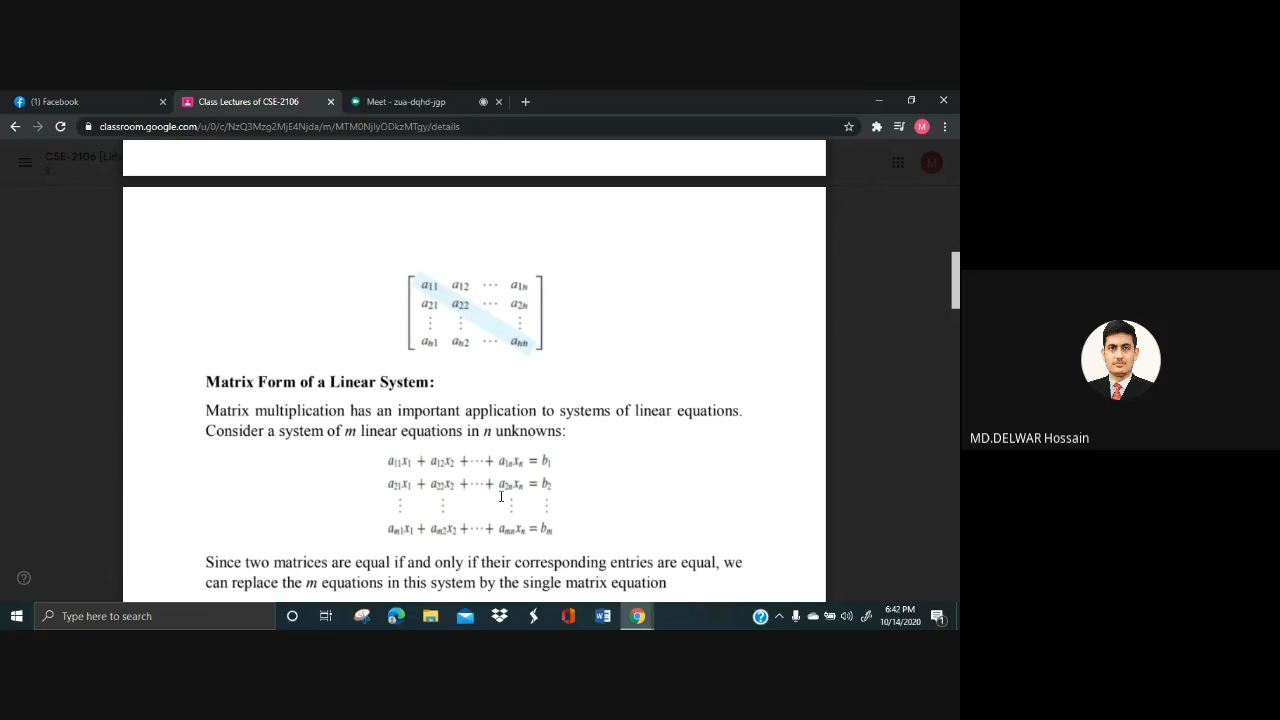 (1) Facebook
Class Lectures of CSE-2106
Meet - zua-dqhd-jgp
classroom.google.com/u/0/c/NzQ3Mzg2MjE4Njda/m/MTM0NjIyODkzMTgy/details
M
CSE-2106 [Lin
B
M
a11 a12 ⋯ a1n
a21 a22 ⋯ a2n
⋮ ⋮ ⋮
an1 an2 ⋯ ann
Matrix Form of a Linear System:
Matrix multiplication has an important application to systems of linear equations.
Consider a system of m linear equations in n unknowns:
a11x1 + a12x2 + ⋯ + a1nxn = b1
a21x1 + a22x2 + ⋯ + a2nxn = b2
⋮ ⋮ ⋮ ⋮
am1x1 + am2x2 + ⋯ + amnxn = bm
Since two matrices are equal if and only if their corresponding entries are equal, we
can replace the m equations in this system by the single matrix equation
MD.DELWAR Hossain
Type here to search
6:42 PM
10/14/2020